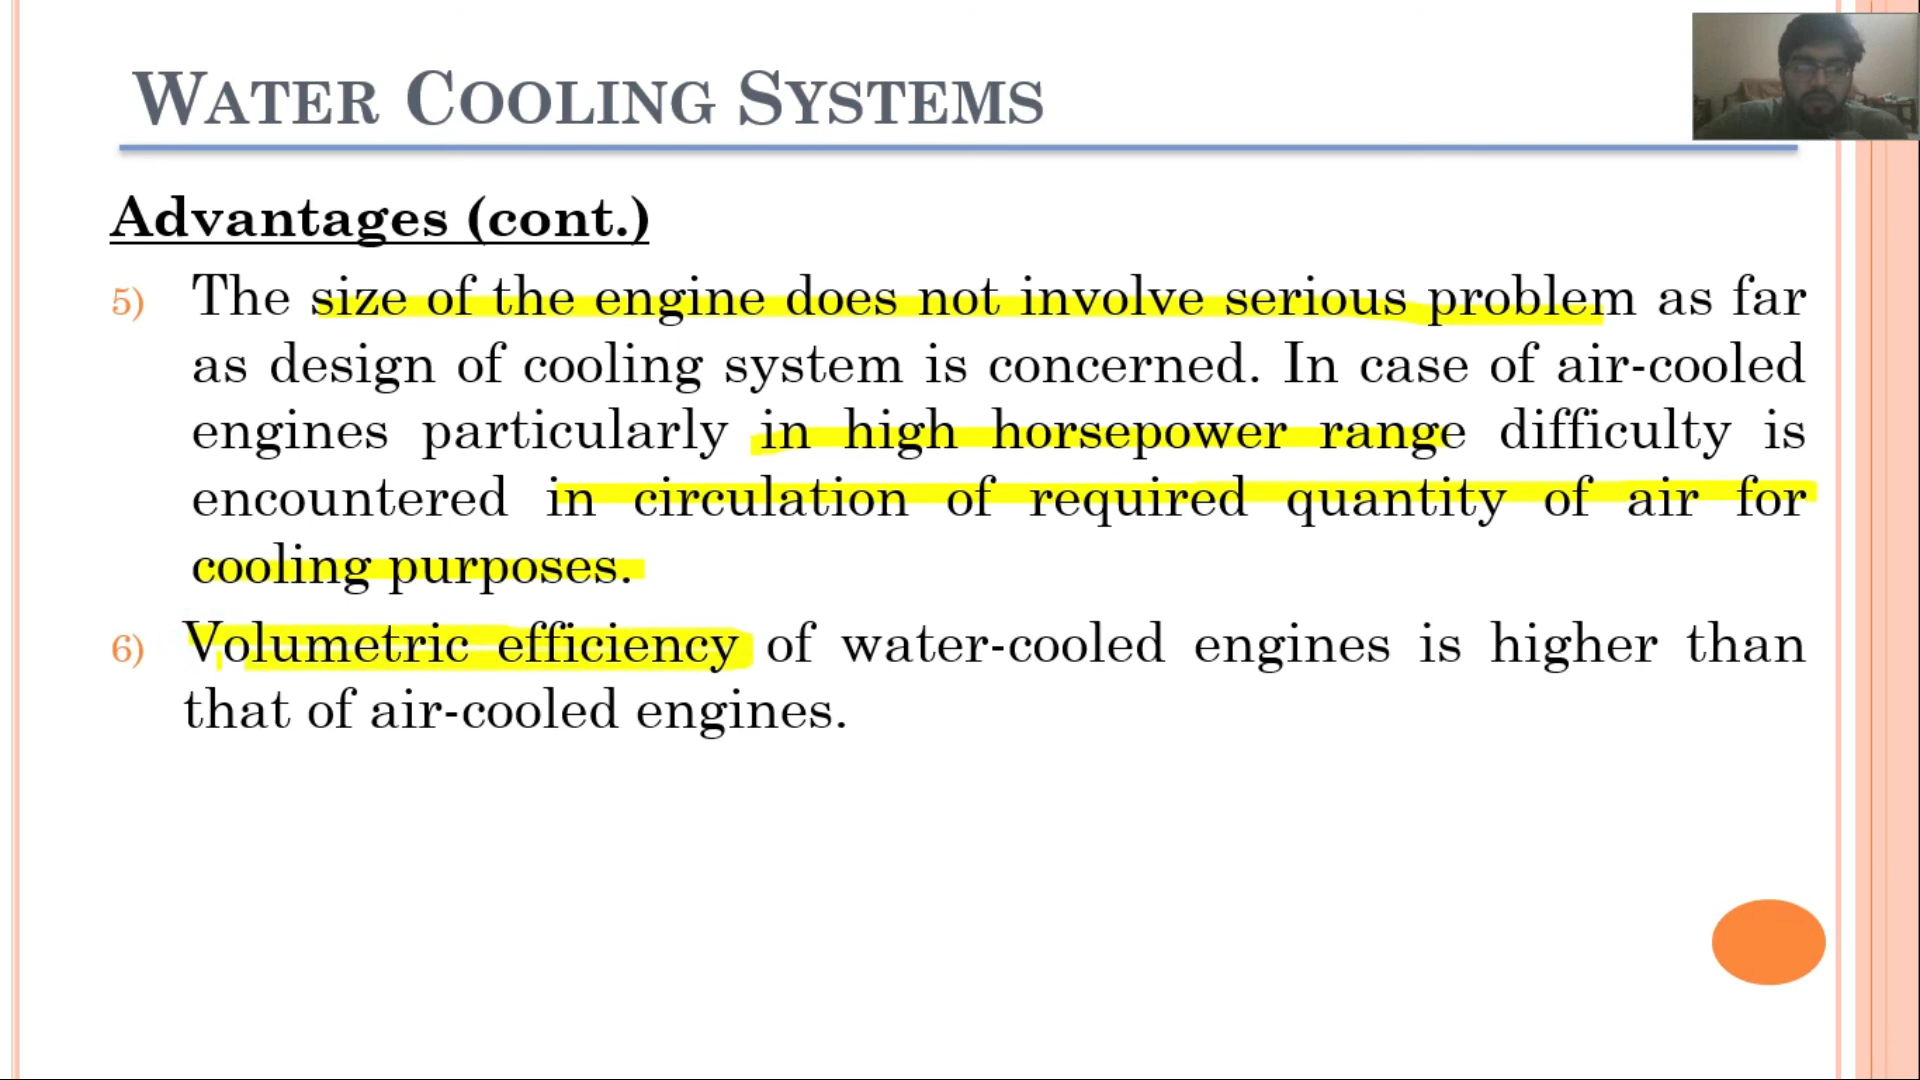 WATER COOLING SYSTEMS
Advantages (cont.)
5) The size of the engine does not involve serious problem as far
as design of cooling system is concerned. In case of air-cooled
engines particularly in high horsepower range difficulty is
encountered in circulation of required quantity of air for
cooling purposes.
6) Volumetric efficiency of water-cooled engines is higher than
that of air-cooled engines.